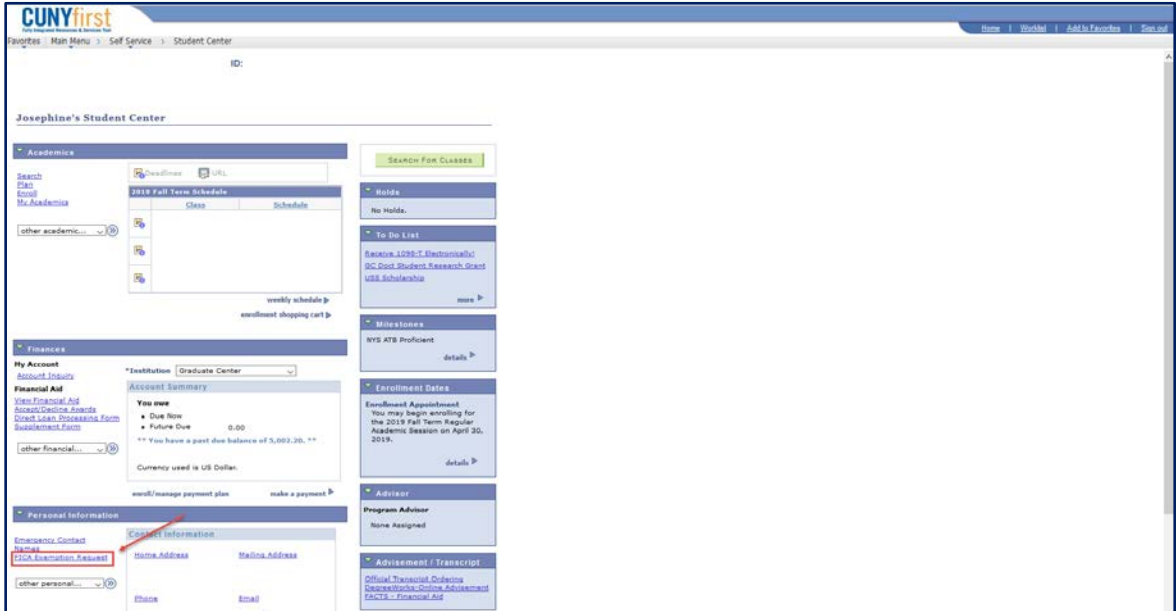 CUNYfirst
Fully Integrated Resources & Services Tool
Home | Worklist | Add to Favorites | Sign out
Favorites Main Menu > Self Service > Student Center
ID:
Josephine's Student Center
Academics
Search
Plan
Enroll
My Academics
other academic...
Deadlines URL
2019 Fall Term Schedule
Class Schedule
weekly schedule
enrollment shopping cart
Finances
My Account
Account Inquiry
Financial Aid
View Financial Aid
Accept/Decline Awards
Direct Loan Processing Form
Supplement Form
other financial...
*Institution Graduate Center
Account Summary
You owe
• Due Now
• Future Due 0.00
** You have a past due balance of 5,002.20. **
Currency used is US Dollar.
enroll/manage payment plan make a payment
Personal Information
Emergency Contact
Names
FICA Exemption Request
other personal...
Contact Information
Home Address Mailing Address
Phone Email
SEARCH FOR CLASSES
Holds
No Holds.
To Do List
Receive 1098-T Electronically!
GC Doct Student Research Grant
USS Scholarship
more
Milestones
NYS ATB Proficient
details
Enrollment Dates
Enrollment Appointment
You may begin enrolling for
the 2019 Fall Term Regular
Academic Session on April 30,
2019.
details
Advisor
Program Advisor
None Assigned
Advisement / Transcript
Official Transcript Ordering
DegreeWorks-Online Advisement
FACTS - Financial Aid